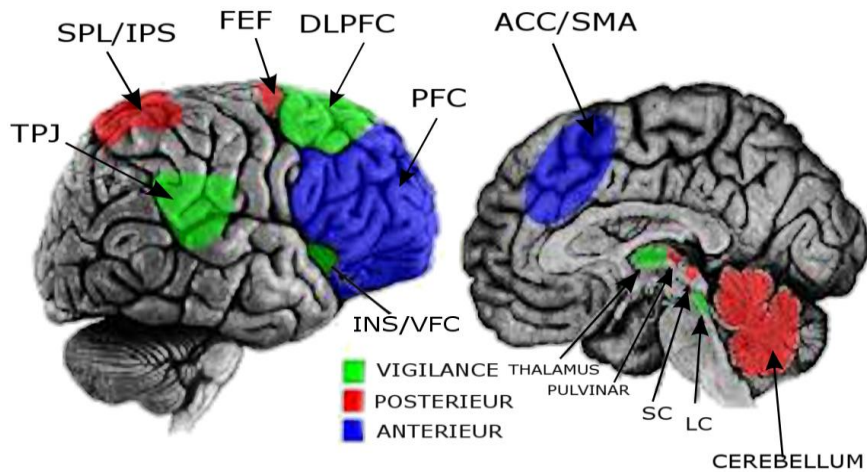 SPL/IPS
FEF
DLPFC
ACC/SMA
TPJ
PFC
INS/VFC
VIGILANCE
POSTERIEUR
ANTERIEUR
THALAMUS
PULVINAR
SC
LC
CEREBELLUM